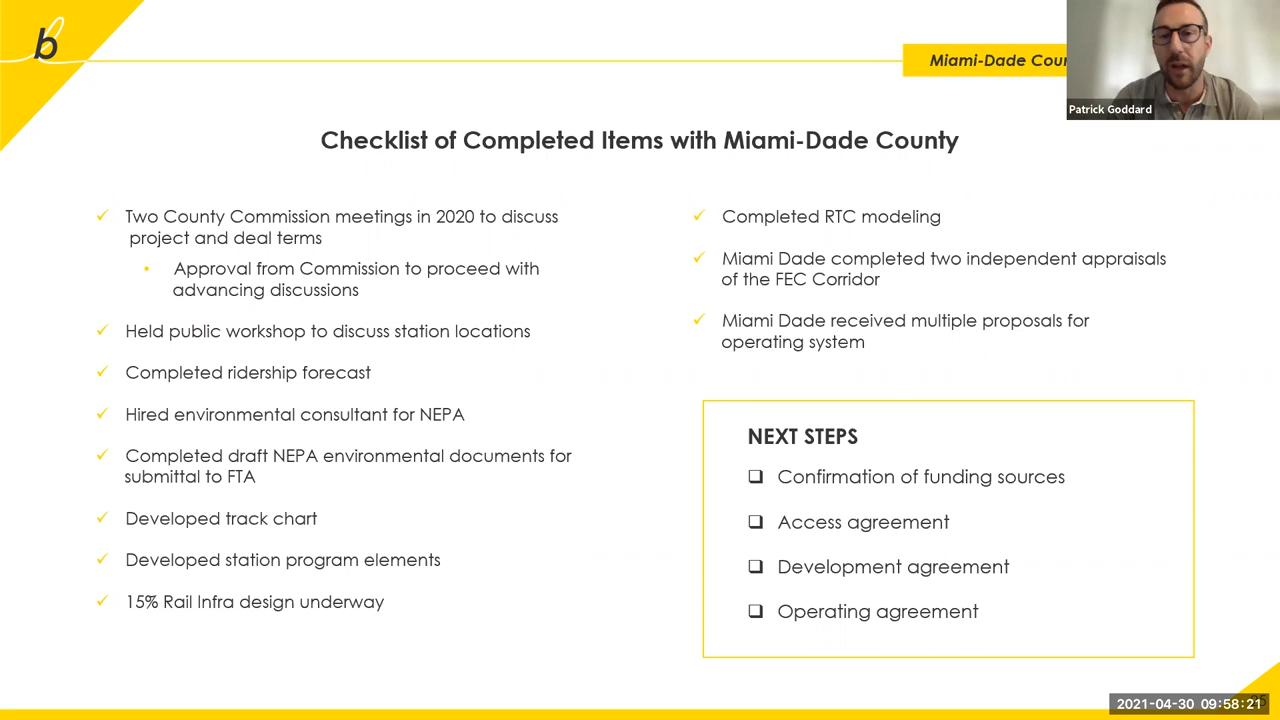 b
Miami-Dade
Patrick Goddard
Checklist of Completed Items with Miami-Dade County
Two County Commission meetings in 2020 to discuss
project and deal terms
Approval from Commission to proceed with
advancing discussions
Held public workshop to discuss station locations
Completed ridership forecast
Hired environmental consultant for NEPA
Completed draft NEPA environmental documents for
submittal to FTA
Developed track chart
Developed station program elements
15% Rail Infra design underway
Completed RTC modeling
Miami Dade completed two independent appraisals
of the FEC Corridor
Miami Dade received multiple proposals for
operating system
NEXT STEPS
Confirmation of funding sources
Access agreement
Development agreement
Operating agreement
2021-04-30 09:58:21